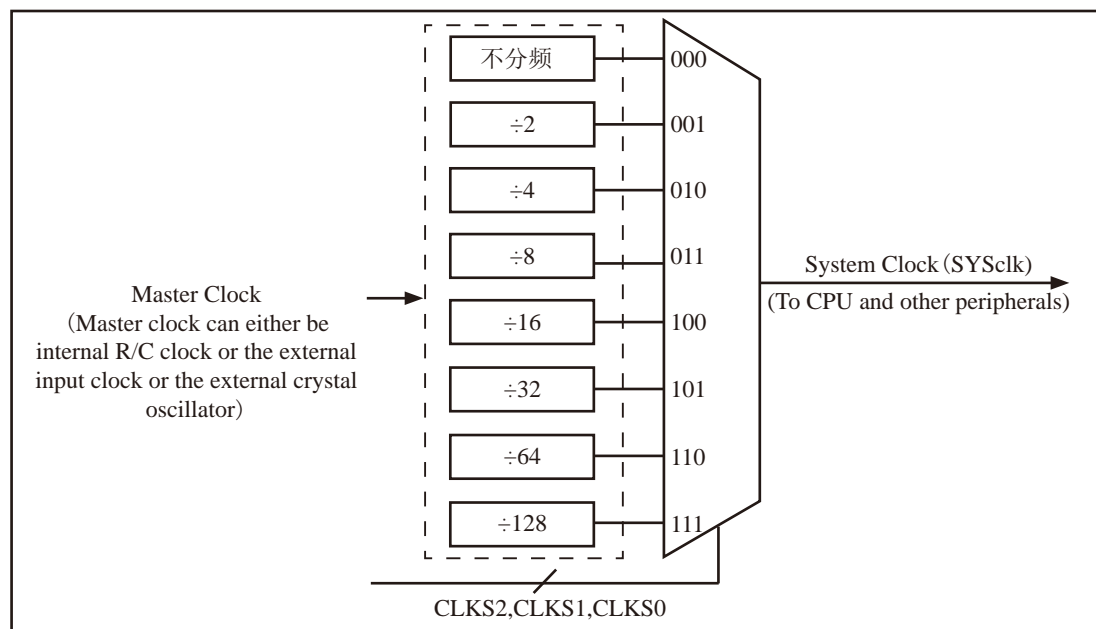 不分频
000
÷2
001
÷4
010
÷8
011
÷16
100
÷32
101
÷64
110
÷128
111
Master Clock
（Master clock can either be
internal R/C clock or the external
input clock or the external crystal
oscillator）
System Clock（SYSclk）
(To CPU and other peripherals)
CLKS2,CLKS1,CLKS0